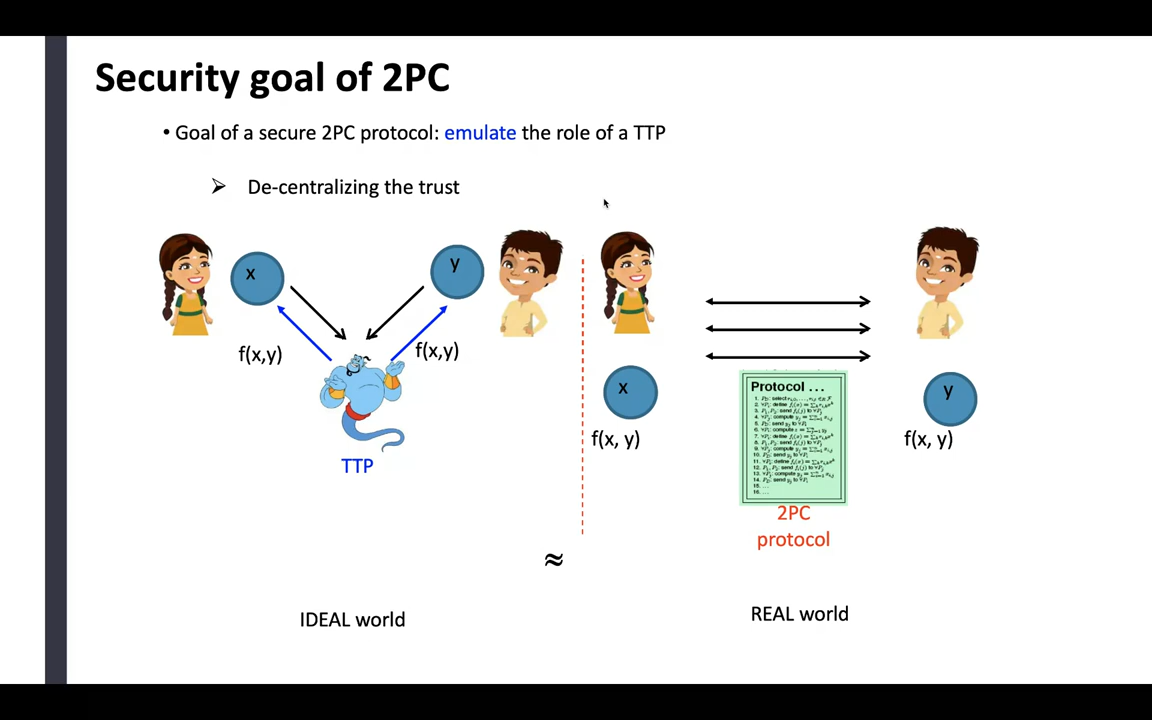 Security goal of 2PC
• Goal of a secure 2PC protocol: emulate the role of a TTP
➢ De-centralizing the trust
x
y
f(x,y)
f(x,y)
TTP
x
y
f(x, y)
f(x, y)
Protocol ...
2PC
protocol
≈
IDEAL world
REAL world